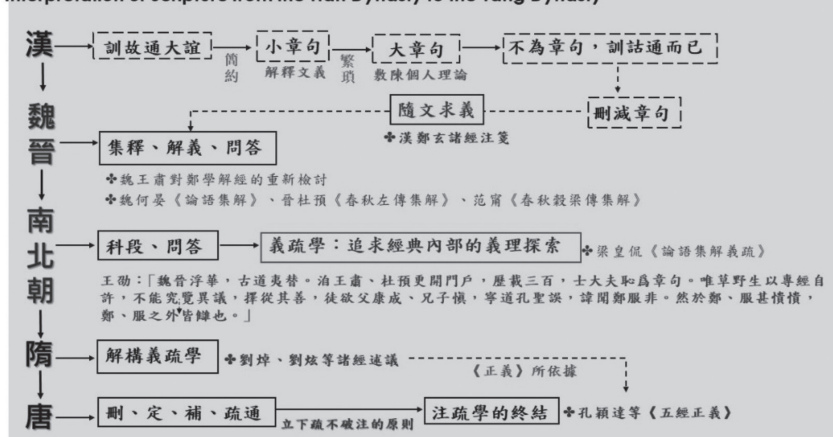 Interpretation of from the Han Dynasty to the Tang Dynasty
漢
訓故通大誼
簡約
小章句
解釋文義
繁瑣
大章句
敷陳個人理論
不為章句，訓詁通而已
魏晉
隨文求義
刪減章句
✤漢鄭玄諸經注箋
集釋、解義、問答
✤魏王肅對鄭學解經的重新檢討
✤魏何晏《論語集解》、晉杜預《春秋左傳集解》、范甯《春秋穀梁傳集解》
南北朝
科段、問答
義疏學：追求經典內部的義理探索
✤梁皇侃《論語集解義疏》
王劭：「魏晉浮華，古道夷替。洎王肅、杜預更開門戶，歷載三百，士大夫恥爲章句。唯草野生以專經自
許，不能究覽異議，擇從其善，徒欲父康成、兄子慎，寧道孔聖誤，諱聞鄭服非。然於鄭、服甚憒憒，
鄭、服之外皆讎也。」
隋
解構義疏學
✤劉焯、劉炫等諸經述議
《正義》所依據
唐
刪、定、補、疏通
立下疏不破注的原則
注疏學的終結
✤孔穎達等《五經正義》